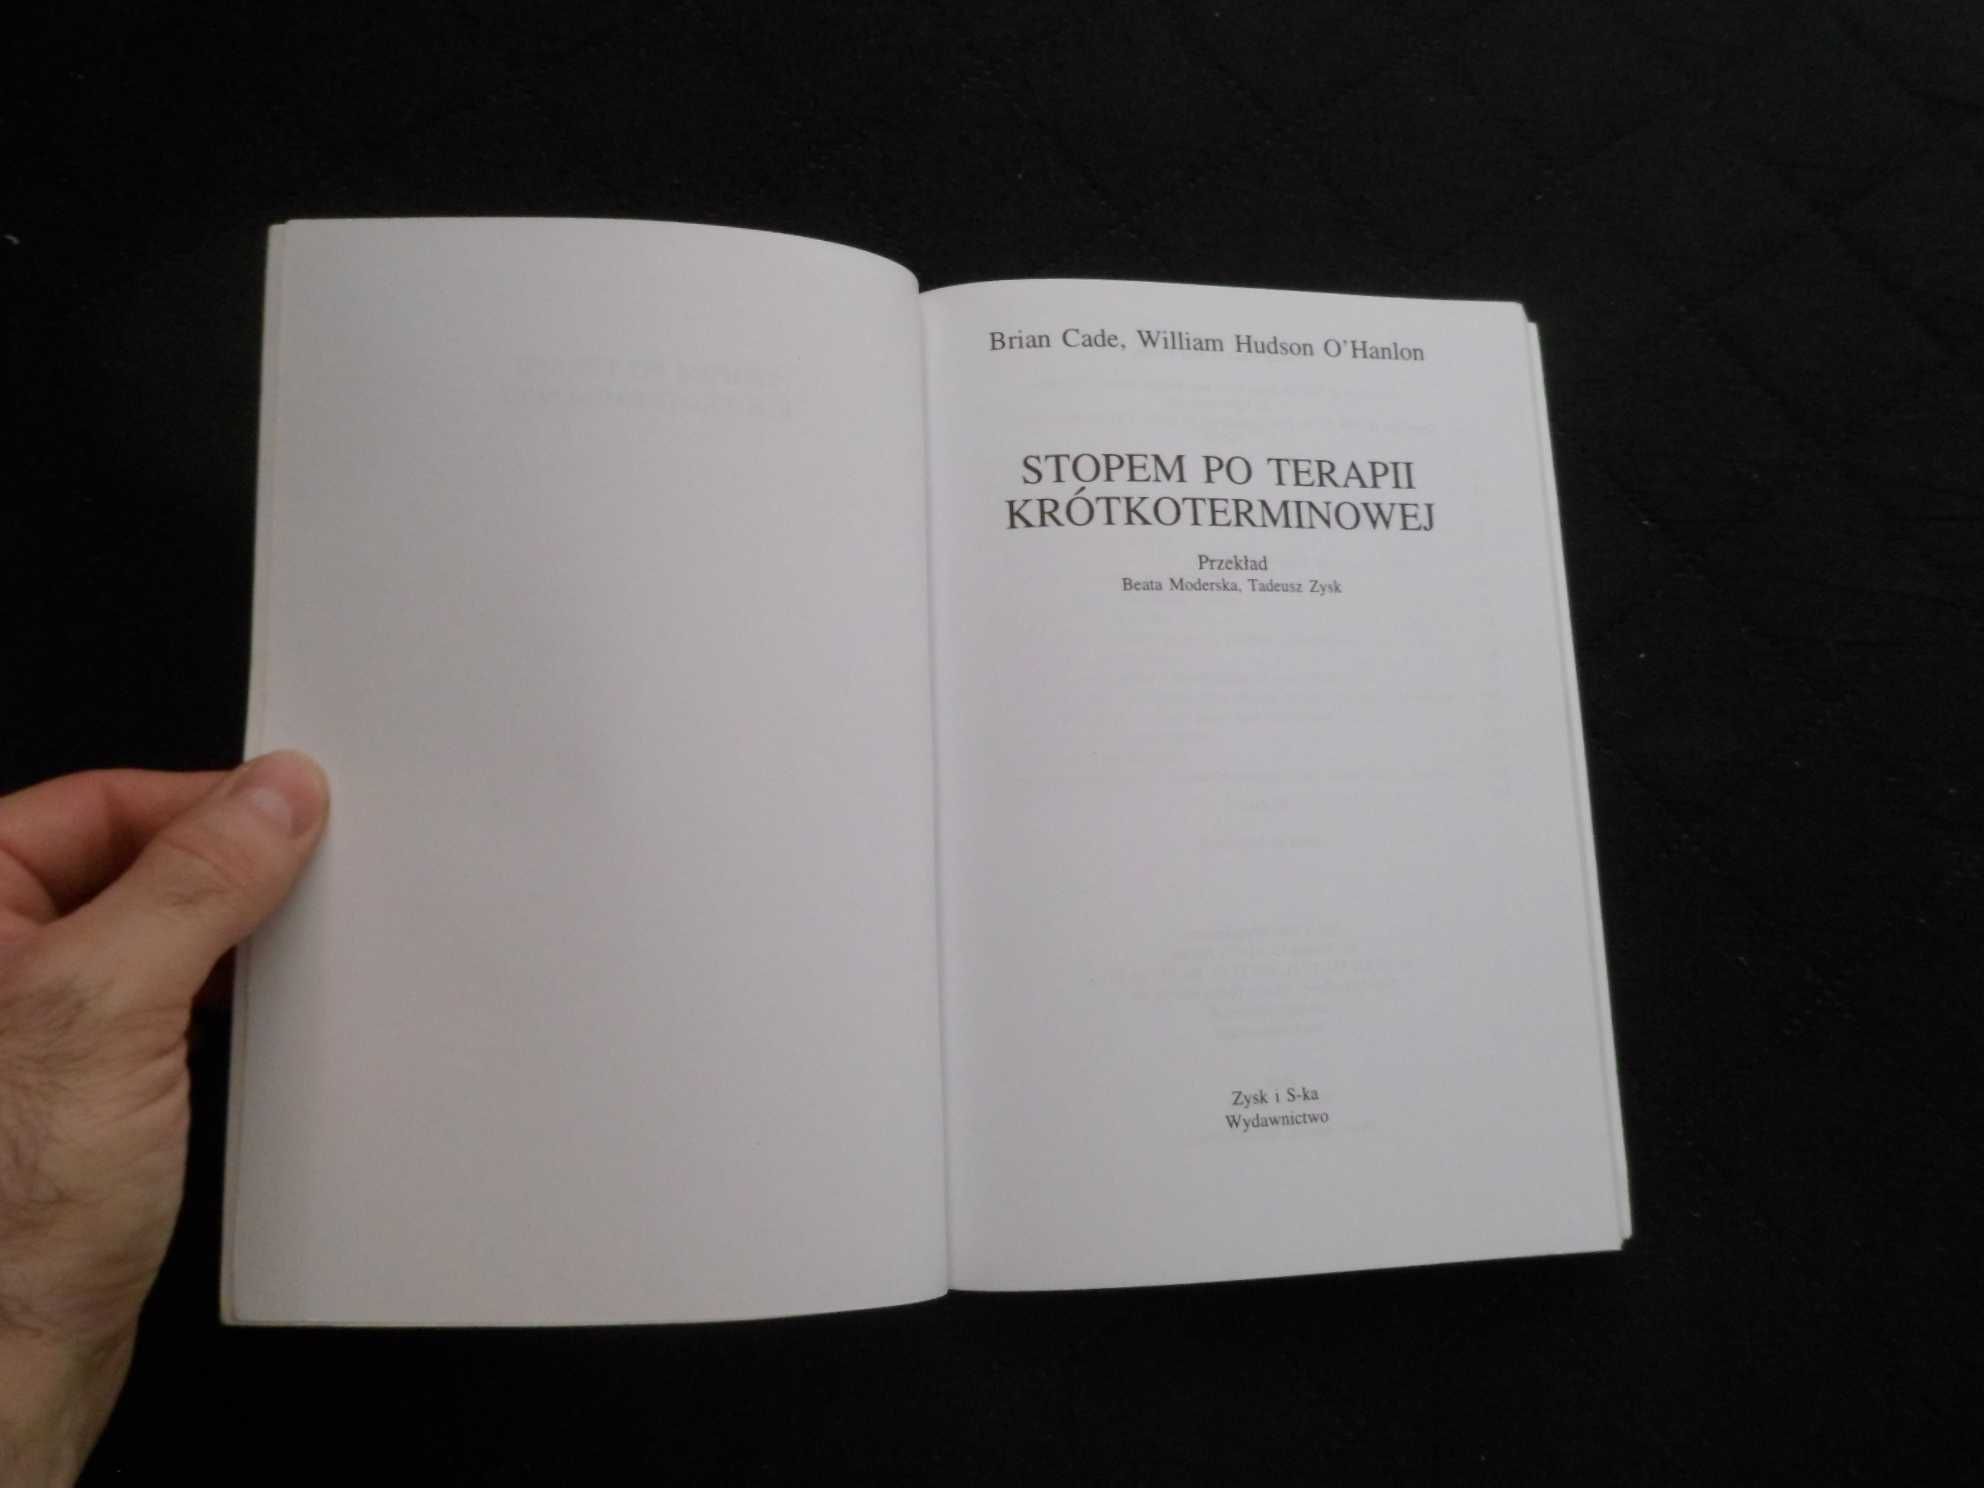 Brian Cade, William Hudson O'Hanlon
STOPEM PO TERAPII
KRÓTKOTERMINOWEJ
Przekład
Beata Moderska, Tadeusz Zysk
Zysk i S-ka
Wydawnictwo